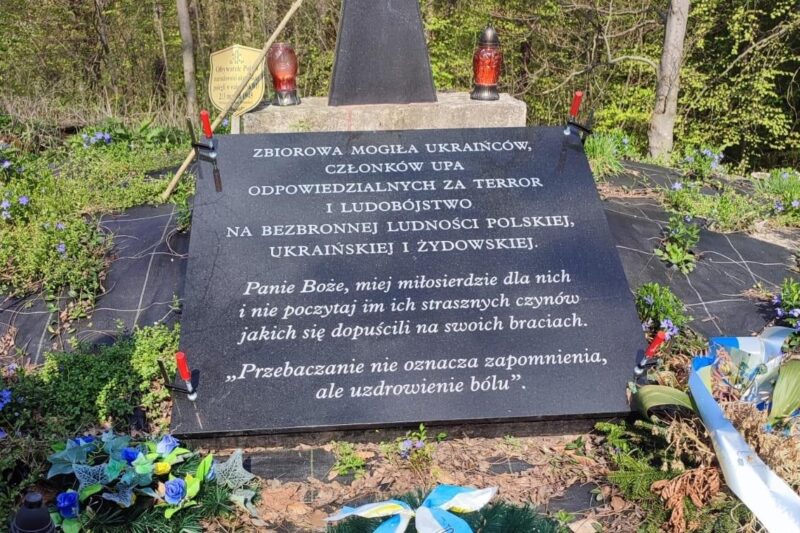 Obywatele
ZBIOROWA MOGIŁA UKRAIŃCÓW,
CZŁONKÓW UPA
ODPOWIEDZIALNYCH ZA TERROR
I LUDOBÓJSTWO
NA BEZBRONNEJ LUDNOŚCI POLSKIEJ,
UKRAIŃSKIEJ I ŻYDOWSKIEJ.
Panie Boże, miej miłosierdzie dla nich
i nie poczytaj im ich strasznych czynów
jakich się dopuścili na swoich braciach.
„Przebaczanie nie oznacza zapomnienia,
ale uzdrowienie bólu”.